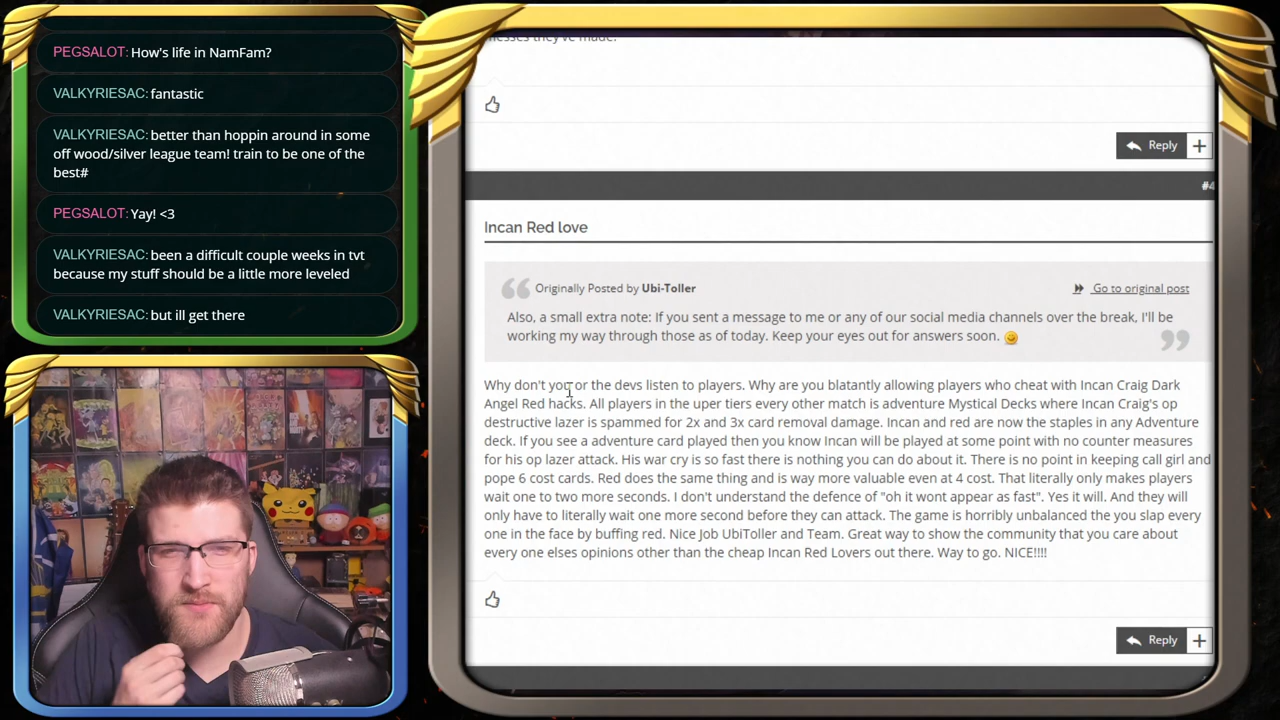 PEGSALOT: How's life in NamFam?
VALKYRIESAC: fantastic
VALKYRIESAC: better than hoppin around in some
off wood/silver league team! train to be one of the
best#
PEGSALOT: Yay! <3
VALKYRIESAC: been a difficult couple weeks in tvt
because my stuff should be a little more leveled
VALKYRIESAC: but ill get there
they've made.
Reply
#4
Incan Red love
Originally Posted by Ubi-Toller
Go to original post
Also, a small extra note: If you sent a message to me or any of our social media channels over the break, I'll be
working my way through those as of today. Keep your eyes out for answers soon.
Why don't you or the devs listen to players. Why are you blatantly allowing players who cheat with Incan Craig Dark
Angel Red hacks. All players in the uper tiers every other match is adventure Mystical Decks where Incan Craig's op
destructive lazer is spammed for 2x and 3x card removal damage. Incan and red are now the staples in any Adventure
deck. If you see a adventure card played then you know Incan will be played at some point with no counter measures
for his op lazer attack. His war cry is so fast there is nothing you can do about it. There is no point in keeping call girl and
pope 6 cost cards. Red does the same thing and is way more valuable even at 4 cost. That literally only makes players
wait one to two more seconds. I don't understand the defence of "oh it wont appear as fast". Yes it will. And they will
only have to literally wait one more second before they can attack. The game is horribly unbalanced the you slap every
one in the face by buffing red. Nice Job UbiToller and Team. Great way to show the community that you care about
every one elses opinions other than the cheap Incan Red Lovers out there. Way to go. NICE!!!!
Reply